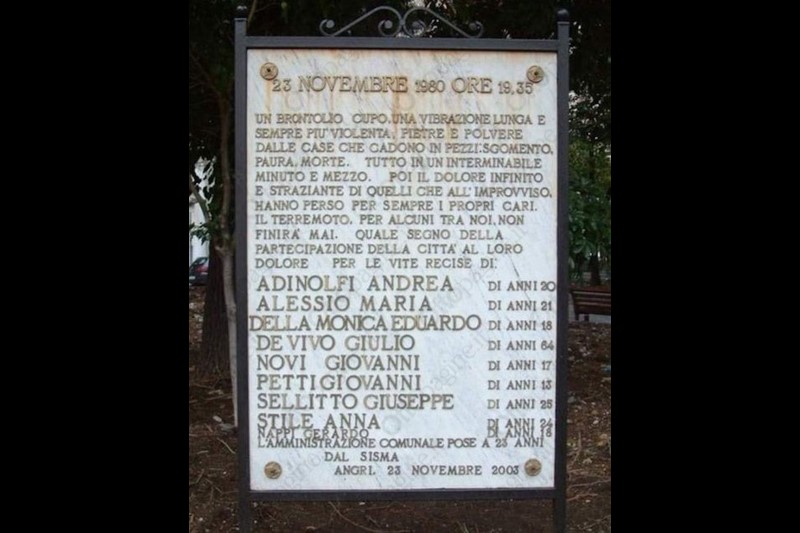 23 NOVEMBRE 1980 ORE 19,35
UN BRONTOLIO CUPO, UNA VIBRAZIONE LUNGA E
SEMPRE PIU' VIOLENTA, PIETRE E POLVERE
DALLE CASE CHE CADONO IN PEZZI. SGOMENTO,
PAURA, MORTE. TUTTO IN UN INTERMINABILE
MINUTO E MEZZO. POI IL DOLORE INFINITO
E STRAZIANTE DI QUELLI CHE ALL' IMPROVVISO,
HANNO PERSO PER SEMPRE I PROPRI CARI.
IL TERREMOTO, PER ALCUNI TRA NOI, NON
FINIRA' MAI. QUALE SEGNO DELLA
PARTECIPAZIONE DELLA CITTA' AL LORO
DOLORE PER LE VITE RECISE DI:
ADINOLFI ANDREA DI ANNI 20
ALESSIO MARIA DI ANNI 21
DELLA MONICA EDUARDO DI ANNI 18
DE VIVO GIULIO DI ANNI 64
NOVI GIOVANNI DI ANNI 17
PETTI GIOVANNI DI ANNI 13
SELLITTO GIUSEPPE DI ANNI 25
STILE ANNA DI ANNI 24
NAPPI GERARDO DI ANNI 18
L'AMMINISTRAZIONE COMUNALE POSE A 23 ANNI
DAL SISMA
ANGRI, 23 NOVEMBRE 2003